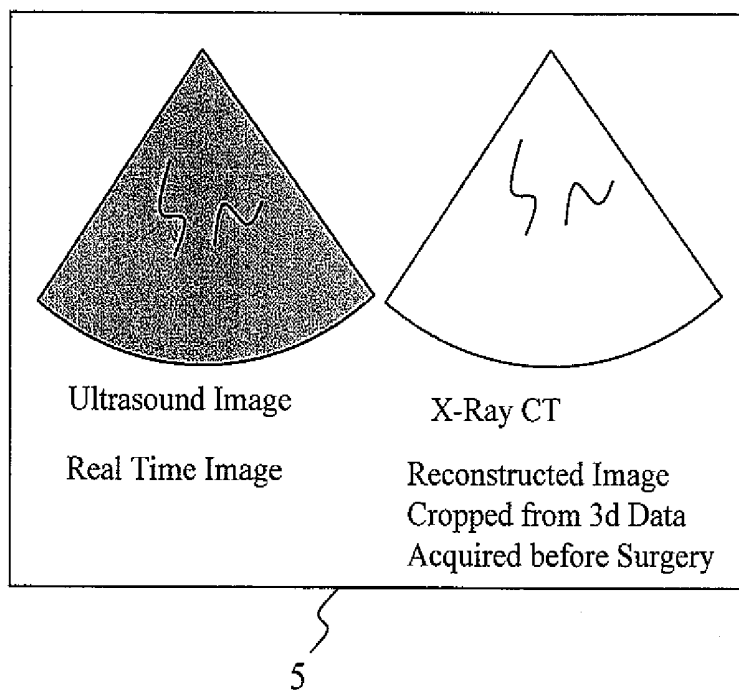 Ultrasound Image
Real Time Image
X-Ray CT
Reconstructed Image
Cropped from 3d Data
Acquired before Surgery
5